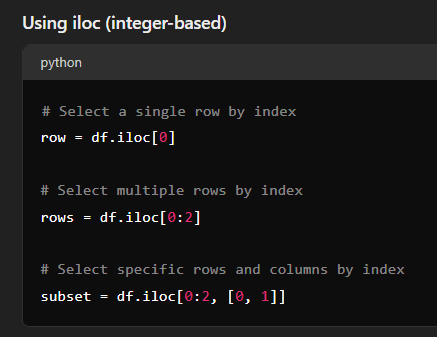 Using iloc (integer-based)
python
# Select a single row by index
row = df.iloc[0]
# Select multiple rows by index
rows = df.iloc[0:2]
# Select specific rows and columns by index
subset = df.iloc[0:2, [0, 1]]